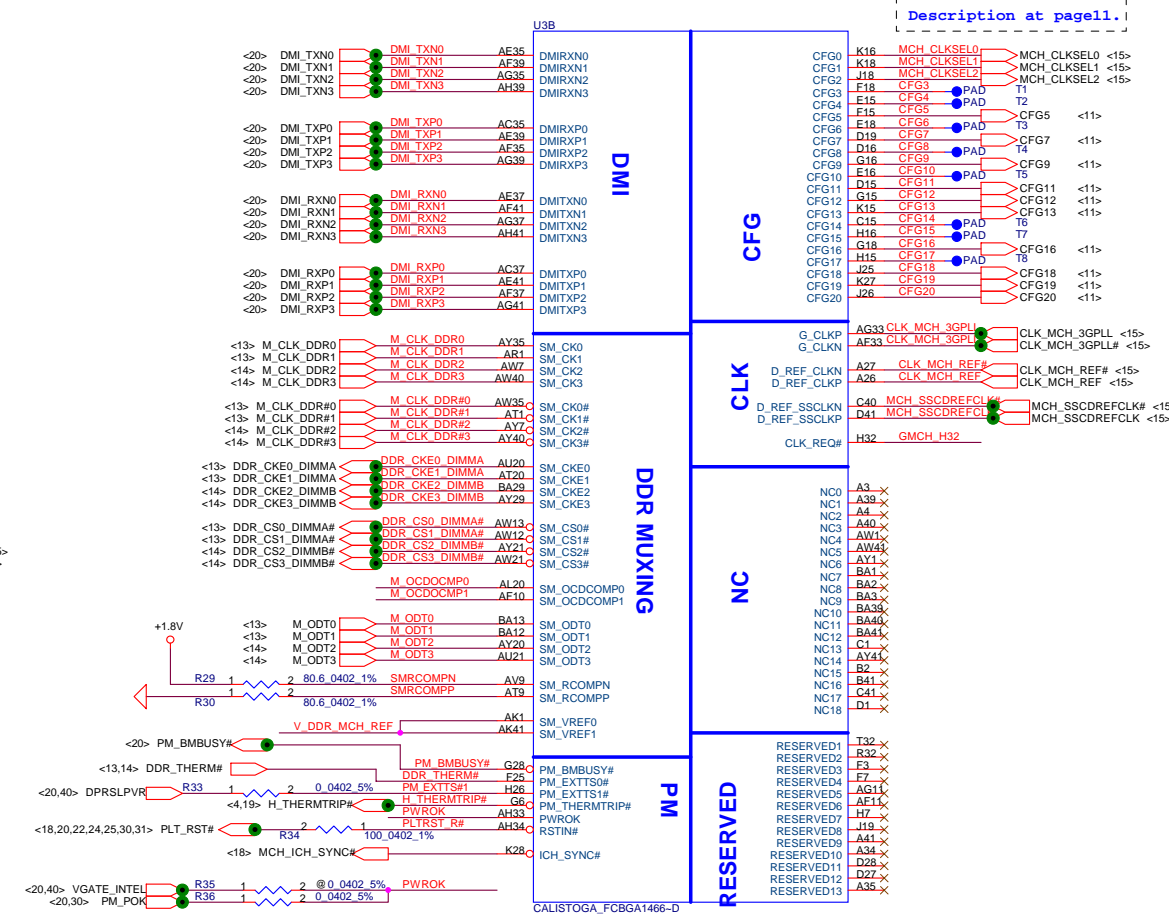 Description at page11.
U3B
<20> DMI_TXN0 DMI_TXN0 AE35 DMIRXN0
<20> DMI_TXN1 DMI_TXN1 AF39 DMIRXN1
<20> DMI_TXN2 DMI_TXN2 AG35 DMIRXN2
<20> DMI_TXN3 DMI_TXN3 AH39 DMIRXN3
<20> DMI_TXP0 DMI_TXP0 AC35 DMIRXP0
<20> DMI_TXP1 DMI_TXP1 AE39 DMIRXP1
<20> DMI_TXP2 DMI_TXP2 AF35 DMIRXP2
<20> DMI_TXP3 DMI_TXP3 AG39 DMIRXP3
<20> DMI_RXN0 DMI_RXN0 AE37 DMITXN0
<20> DMI_RXN1 DMI_RXN1 AF41 DMITXN1
<20> DMI_RXN2 DMI_RXN2 AG37 DMITXN2
<20> DMI_RXN3 DMI_RXN3 AH41 DMITXN3
<20> DMI_RXP0 DMI_RXP0 AC37 DMITXP0
<20> DMI_RXP1 DMI_RXP1 AE41 DMITXP1
<20> DMI_RXP2 DMI_RXP2 AF37 DMITXP2
<20> DMI_RXP3 DMI_RXP3 AG41 DMITXP3
DMI
<13> M_CLK_DDR0 M_CLK_DDR0 AY35 SM_CK0
<13> M_CLK_DDR1 M_CLK_DDR1 AR1 SM_CK1
<14> M_CLK_DDR2 M_CLK_DDR2 AW7 SM_CK2
<14> M_CLK_DDR3 M_CLK_DDR3 AW40 SM_CK3
<13> M_CLK_DDR#0 M_CLK_DDR#0 AW35 SM_CK0#
<13> M_CLK_DDR#1 M_CLK_DDR#1 AT1 SM_CK1#
<14> M_CLK_DDR#2 M_CLK_DDR#2 AY7 SM_CK2#
<14> M_CLK_DDR#3 M_CLK_DDR#3 AY40 SM_CK3#
<13> DDR_CKE0_DIMMA DDR_CKE0_DIMMA AU20 SM_CKE0
<13> DDR_CKE1_DIMMA DDR_CKE1_DIMMA AT20 SM_CKE1
<14> DDR_CKE2_DIMMB DDR_CKE2_DIMMB BA29 SM_CKE2
<14> DDR_CKE3_DIMMB DDR_CKE3_DIMMB AY29 SM_CKE3
<13> DDR_CS0_DIMMA# DDR_CS0_DIMMA# AW13 SM_CS0#
<13> DDR_CS1_DIMMA# DDR_CS1_DIMMA# AW12 SM_CS1#
<14> DDR_CS2_DIMMB# DDR_CS2_DIMMB# AY21 SM_CS2#
<14> DDR_CS3_DIMMB# DDR_CS3_DIMMB# AW21 SM_CS3#
M_OCDOCMP0 AL20 SM_OCDCOMP0
M_OCDOCMP1 AF10 SM_OCDCOMP1
<13> M_ODT0 M_ODT0 BA13 SM_ODT0
<13> M_ODT1 M_ODT1 BA12 SM_ODT1
<14> M_ODT2 M_ODT2 AY20 SM_ODT2
<14> M_ODT3 M_ODT3 AU21 SM_ODT3
+1.8V
R29 1 2 80.6_0402_1% SMRCOMPN AV9 SM_RCOMPN
R30 1 2 80.6_0402_1% SMRCOMPP AT9 SM_RCOMPP
V_DDR_MCH_REF AK1 SM_VREF0
AK41 SM_VREF1
DDR MUXING
<20> PM_BMBUSY# PM_BMBUSY# G28 PM_BMBUSY#
<13,14> DDR_THERM# DDR_THERM# F25 PM_EXTTS0#
<20,40> DPRSLPVR R33 1 2 0_0402_5% PM_EXTTS#1 H26 PM_EXTTS1#
<4,19> H_THERMTRIP# H_THERMTRIP# G6 PM_THERMTRIP#
PWROK AH33 PWROK
<18,20,22,24,25,30,31> PLT_RST# R34 2 1 100_0402_1% PLTRST_R# AH34 RSTIN#
<18> MCH_ICH_SYNC# K28 ICH_SYNC#
<20,40> VGATE_INTEL R35 1 2 @0_0402_5% PWROK
<20,30> PM_POK R36 1 2 0_0402_5%
PM
CFG0 K16 MCH_CLKSEL0 MCH_CLKSEL0 <15>
CFG1 K18 MCH_CLKSEL1 MCH_CLKSEL1 <15>
CFG2 J18 MCH_CLKSEL2 MCH_CLKSEL2 <15>
CFG3 F18 CFG3 PAD T1
CFG4 E15 CFG4 PAD T2
CFG5 F15 CFG5 CFG5 <11>
CFG6 E18 CFG6 PAD T3
CFG7 D19 CFG7 CFG7 <11>
CFG8 D16 CFG8 PAD T4
CFG9 G16 CFG9 CFG9 <11>
CFG10 E16 CFG10 PAD T5
CFG11 D15 CFG11 CFG11 <11>
CFG12 G15 CFG12 CFG12 <11>
CFG13 K15 CFG13 CFG13 <11>
CFG14 C15 CFG14 PAD T6
CFG15 H16 CFG15 PAD T7
CFG16 G18 CFG16 CFG16 <11>
CFG17 H15 CFG17 PAD T8
CFG18 J25 CFG18 CFG18 <11>
CFG19 K27 CFG19 CFG19 <11>
CFG20 J26 CFG20 CFG20 <11>
CFG
G_CLKP AG33 CLK_MCH_3GPLL CLK_MCH_3GPLL <15>
G_CLKN AF33 CLK_MCH_3GPLL# CLK_MCH_3GPLL# <15>
D_REF_CLKN A27 CLK_MCH_REF# CLK_MCH_REF# <15>
D_REF_CLKP A26 CLK_MCH_REF CLK_MCH_REF <15>
D_REF_SSCLKN C40 MCH_SSCDREFCLK# MCH_SSCDREFCLK# <15
D_REF_SSCLKP D41 MCH_SSCDREFCLK MCH_SSCDREFCLK <15>
CLK_REQ# H32 GMCH_H32
CLK
NC0 A3
NC1 A39
NC2 A4
NC3 A40
NC4 AW1
NC5 AW41
NC6 AY1
NC7 BA1
NC8 BA2
NC9 BA3
NC10 BA39
NC11 BA40
NC12 BA41
NC13 C1
NC14 AY41
NC15 B2
NC16 B41
NC17 C41
NC18 D1
NC
RESERVED1 T32
RESERVED2 R32
RESERVED3 F3
RESERVED4 F7
RESERVED5 AG11
RESERVED6 AF11
RESERVED7 H7
RESERVED8 J19
RESERVED9 A41
RESERVED10 A34
RESERVED11 D28
RESERVED12 D27
RESERVED13 A35
RESERVED
CALISTOGA_FCBGA1466~D